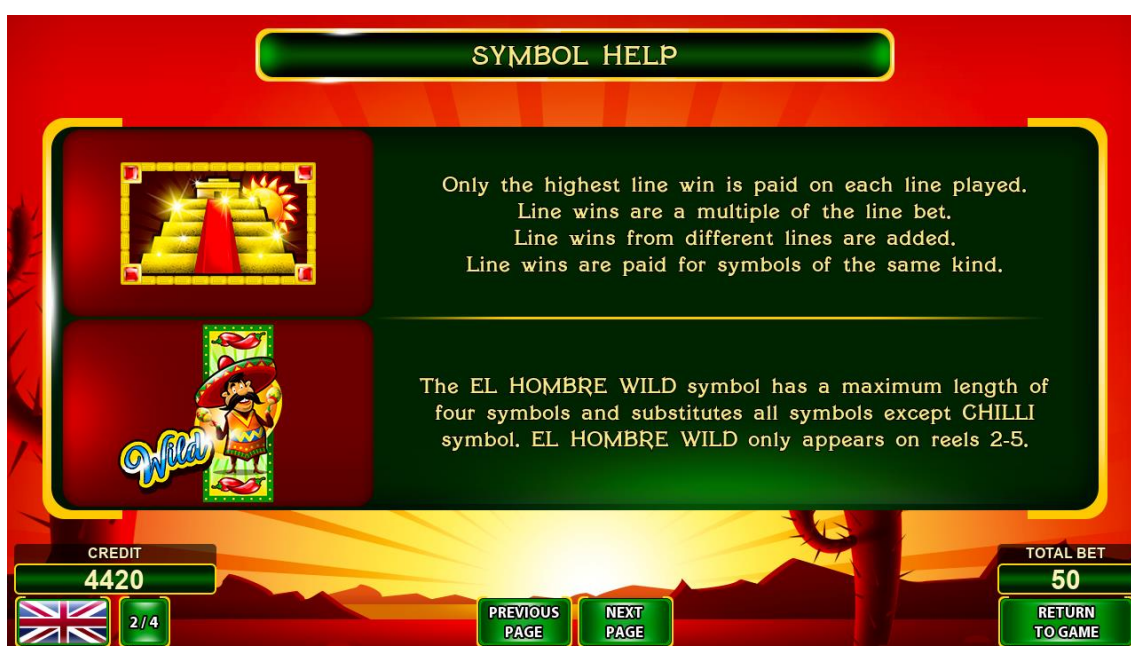 SYMBOL HELP
Only the highest line win is paid on each line played.
Line wins are a multiple of the line bet.
Line wins from different lines are added.
Line wins are paid for symbols of the same kind.
Wild
The EL HOMBRE WILD symbol has a maximum length of
four symbols and substitutes all symbols except CHILLI
symbol. EL HOMBRE WILD only appears on reels 2-5.
CREDIT
4420
2/4
PREVIOUS
PAGE
NEXT
PAGE
TOTAL BET
50
RETURN
TO GAME